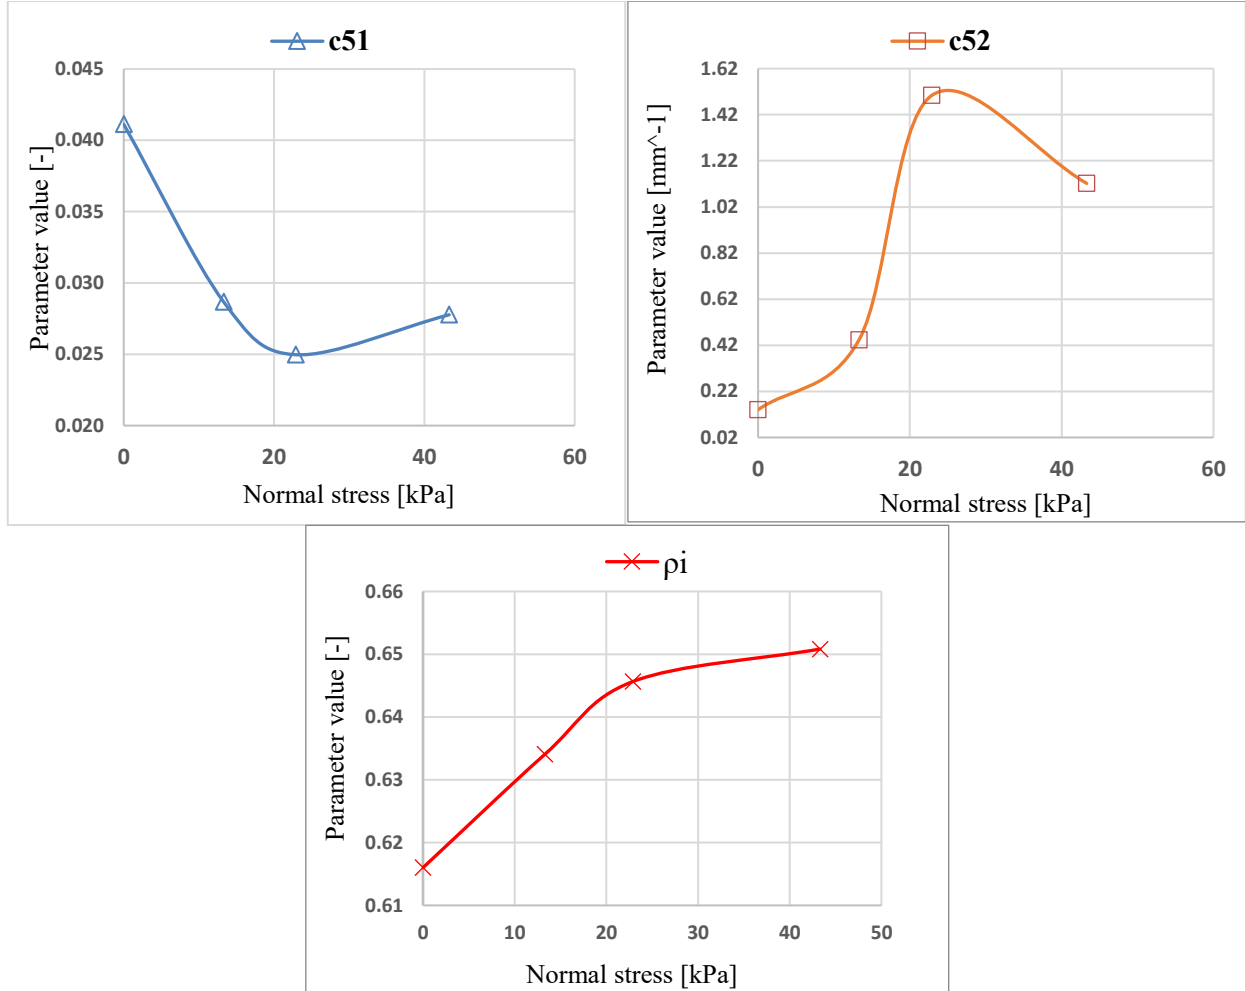 c51
Parameter value [-]
0.045
0.040
0.035
0.030
0.025
0.020
0 20 40 60
Normal stress [kPa]
c52
Parameter value [mm^-1]
1.62
1.42
1.22
1.02
0.82
0.62
0.42
0.22
0.02
0 20 40 60
Normal stress [kPa]
ρi
Parameter value [-]
0.66
0.65
0.64
0.63
0.62
0.61
0 10 20 30 40 50
Normal stress [kPa]